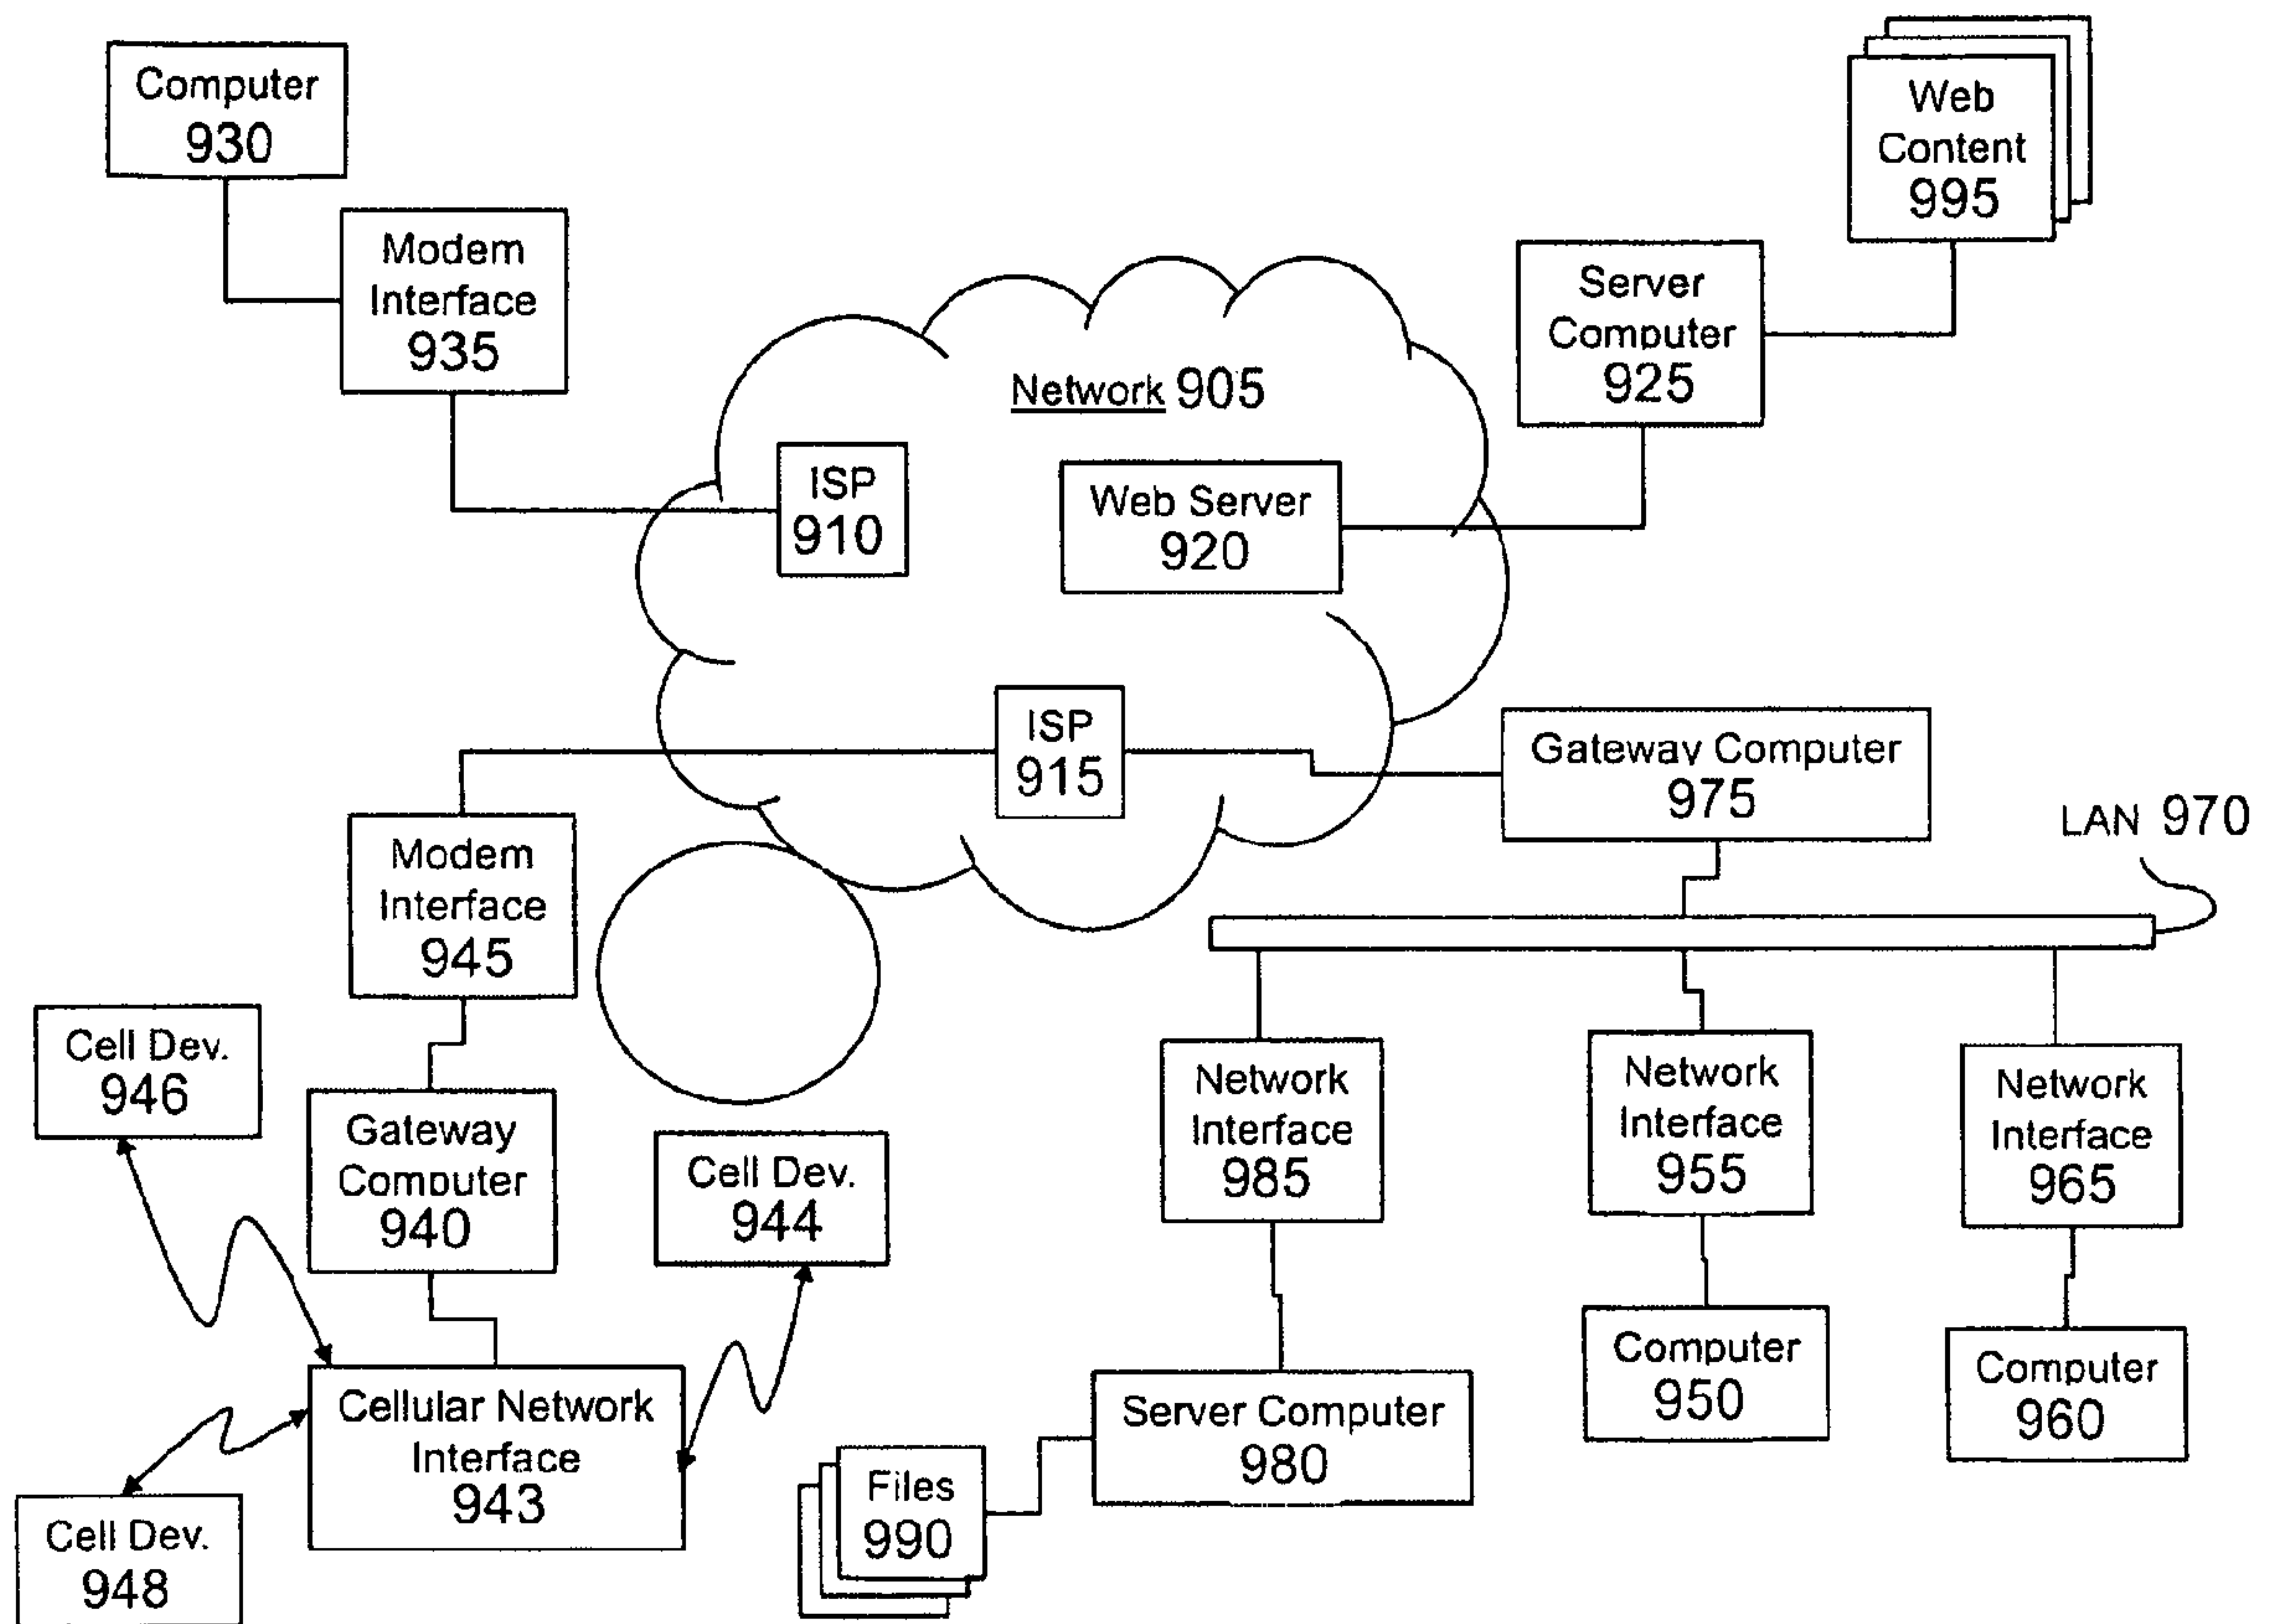 Computer
930
Modem
Interface
935
Web
Content
995
Server
Computer
925
Network 905
ISP
910
Web Server
920
ISP
915
Gateway Computer
975
LAN 970
Modem
Interface
945
Cell Dev.
946
Gateway
Computer
940
Cell Dev.
944
Network
Interface
985
Network
Interface
955
Network
Interface
965
Cellular Network
Interface
943
Cell Dev.
948
Files
990
Server Computer
980
Computer
950
Computer
960